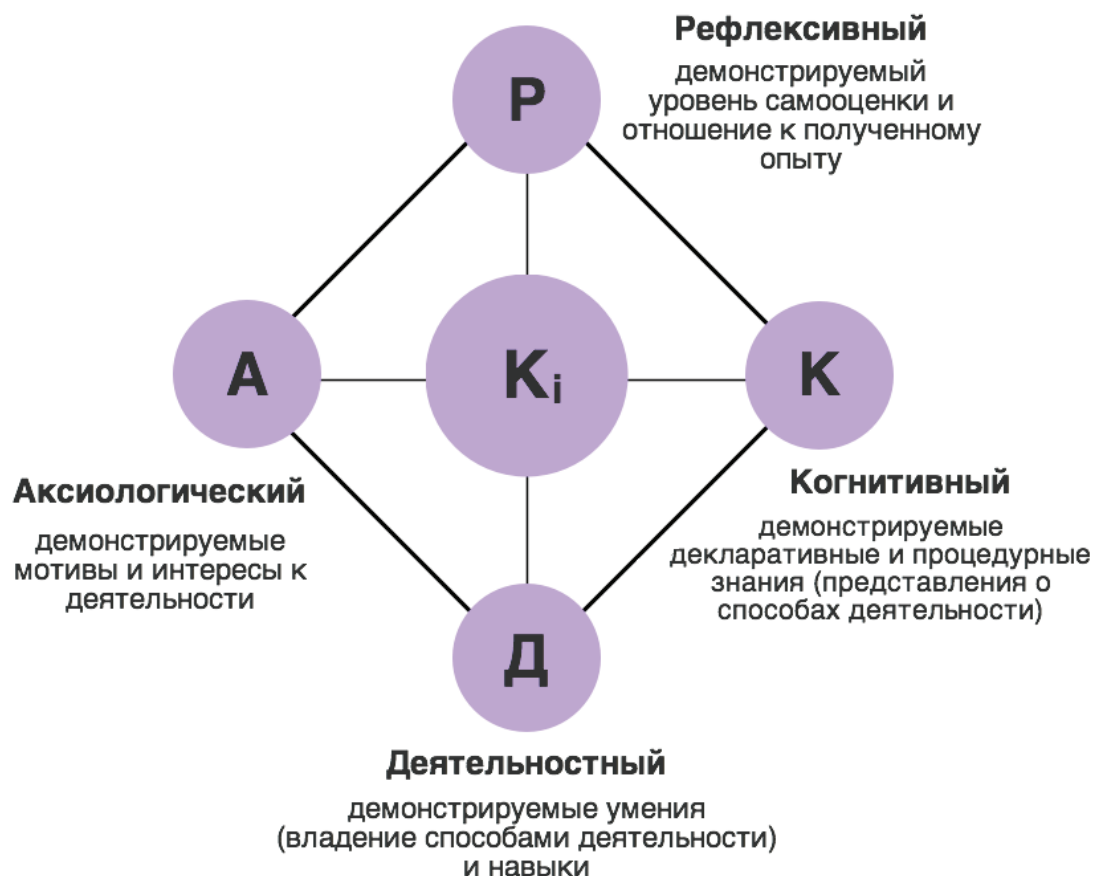 Р
Рефлексивный
демонстрируемый
уровень самооценки и
отношение к полученному
опыту
А
Кi
К
Аксиологический
демонстрируемые
мотивы и интересы к
деятельности
Когнитивный
демонстрируемые
декларативные и процедурные
знания (представления о
способах деятельности)
Д
Деятельностный
демонстрируемые умения
(владение способами деятельности)
и навыки